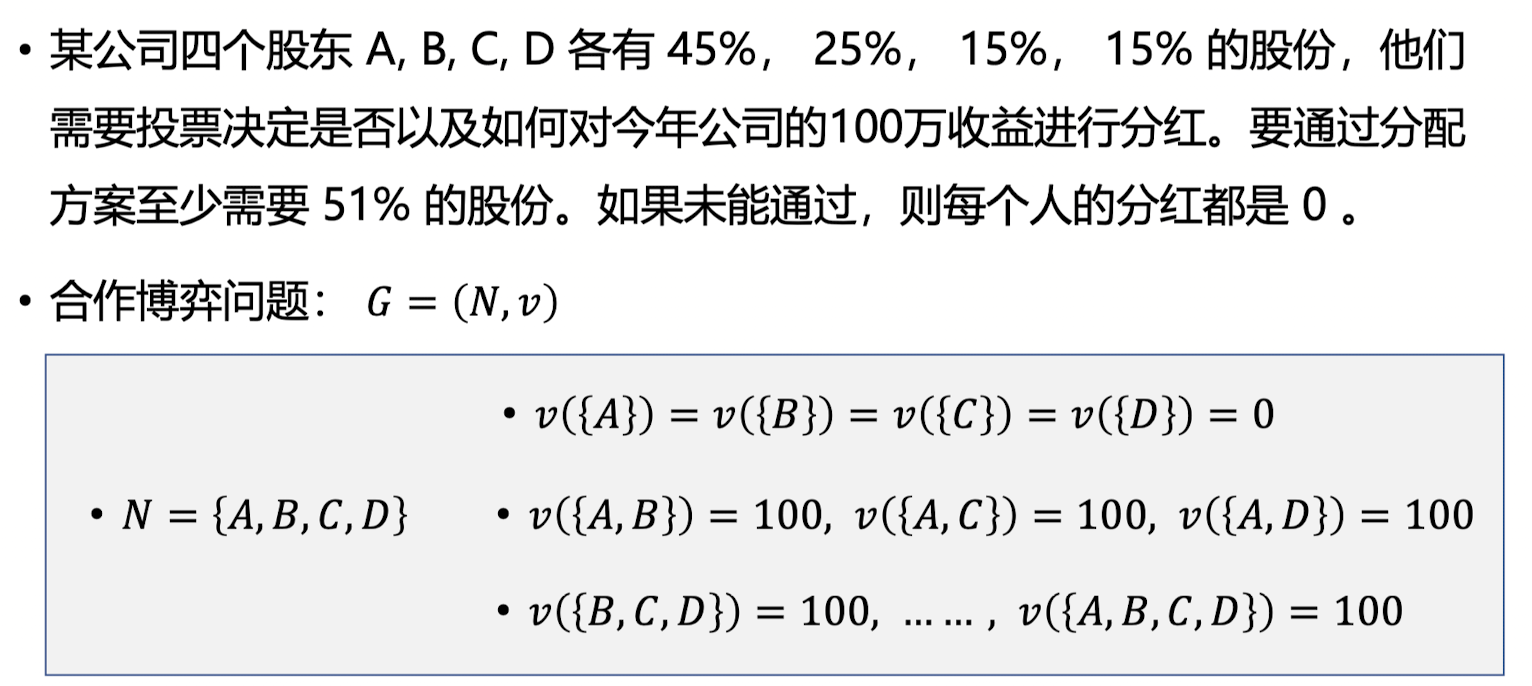 • 某公司四个股东 A, B, C, D 各有 45%， 25%， 15%， 15% 的股份，他们
需要投票决定是否以及如何对今年公司的100万收益进行分红。要通过分配
方案至少需要 51% 的股份。如果未能通过，则每个人的分红都是 0 。
• 合作博弈问题： G = (N, v)
• v({A}) = v({B}) = v({C}) = v({D}) = 0
• N = {A, B, C, D}
• v({A, B}) = 100, v({A, C}) = 100, v({A, D}) = 100
• v({B, C, D}) = 100, … … , v({A, B, C, D}) = 100